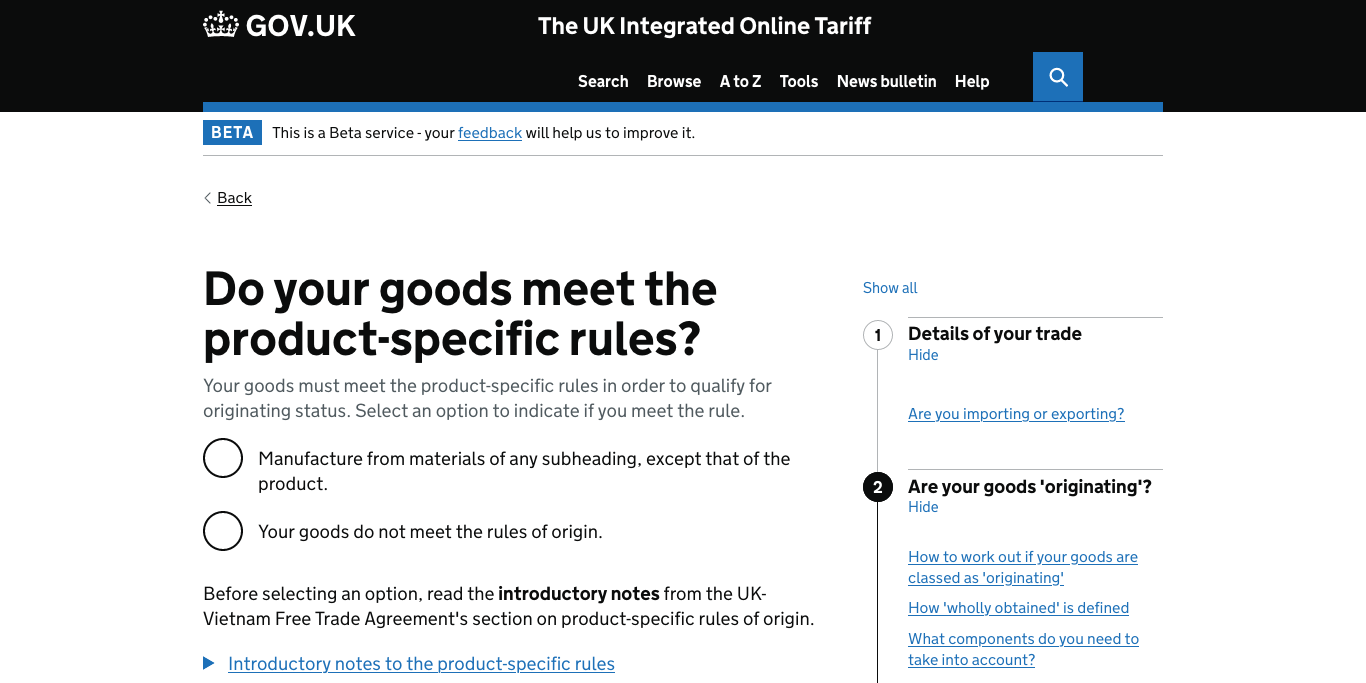 GOV.UK
The UK Integrated Online Tariff
Search Browse A to Z Tools News bulletin Help
BETA This is a Beta service - your feedback will help us to improve it.
Back
Do your goods meet the
product-specific rules?
Your goods must meet the product-specific rules in order to qualify for
originating status. Select an option to indicate if you meet the rule.
Manufacture from materials of any subheading, except that of the
product.
Your goods do not meet the rules of origin.
Before selecting an option, read the introductory notes from the UK-
Vietnam Free Trade Agreement's section on product-specific rules of origin.
Introductory notes to the product-specific rules
Show all
1 Details of your trade
Hide
Are you importing or exporting?
2 Are your goods 'originating'?
Hide
How to work out if your goods are
classed as 'originating'
How 'wholly obtained' is defined
What components do you need to
take into account?